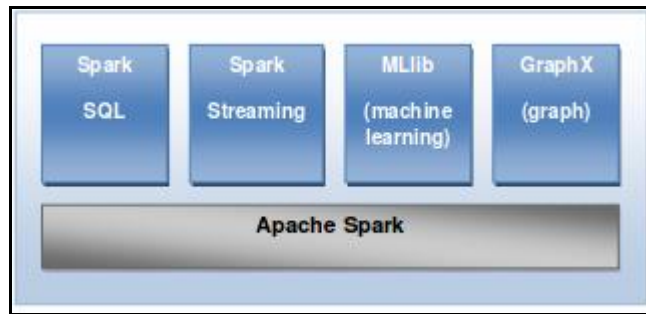 Spark
SQL
Spark
Streaming
MLlib
(machine
learning)
GraphX
(graph)
Apache Spark